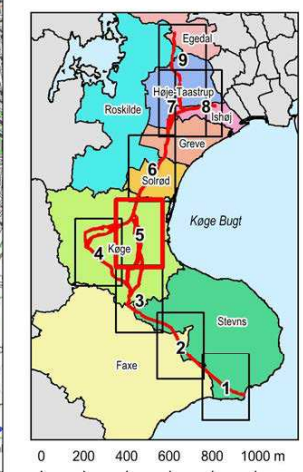 Egedal
9
Høje-Taastrup
7
8
Roskilde
Ishøj
Greve
6
Solrød
Køge Bugt
5
4
Køge
3
Stevns
2
Faxe
1
0 200 400 600 800 1000 m